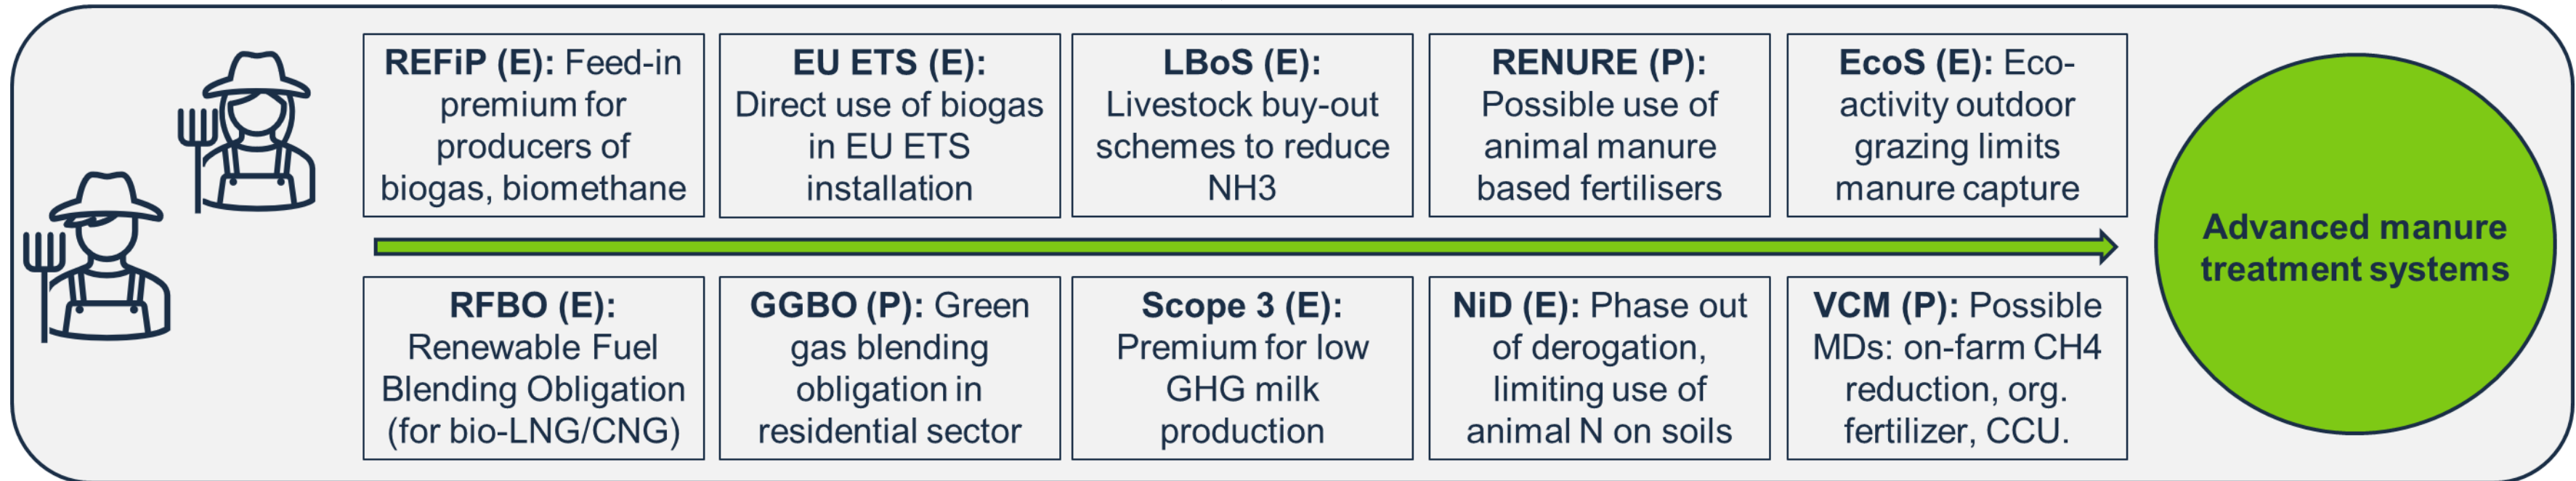 REFiP (E): Feed-in
premium for
producers of
biogas, biomethane
EU ETS (E):
Direct use of biogas
in EU ETS
installation
LBoS (E):
Livestock buy-out
schemes to reduce
NH3
RENURE (P):
Possible use of
animal manure
based fertilisers
EcoS (E): Eco-
activity outdoor
grazing limits
manure capture
RFBO (E):
Renewable Fuel
Blending Obligation
(for bio-LNG/CNG)
GGBO (P): Green
gas blending
obligation in
residential sector
Scope 3 (E):
Premium for low
GHG milk
production
NiD (E): Phase out
of derogation,
limiting use of
animal N on soils
VCM (P): Possible
MDs: on-farm CH4
reduction, org.
fertilizer, CCU.
Advanced manure
treatment systems